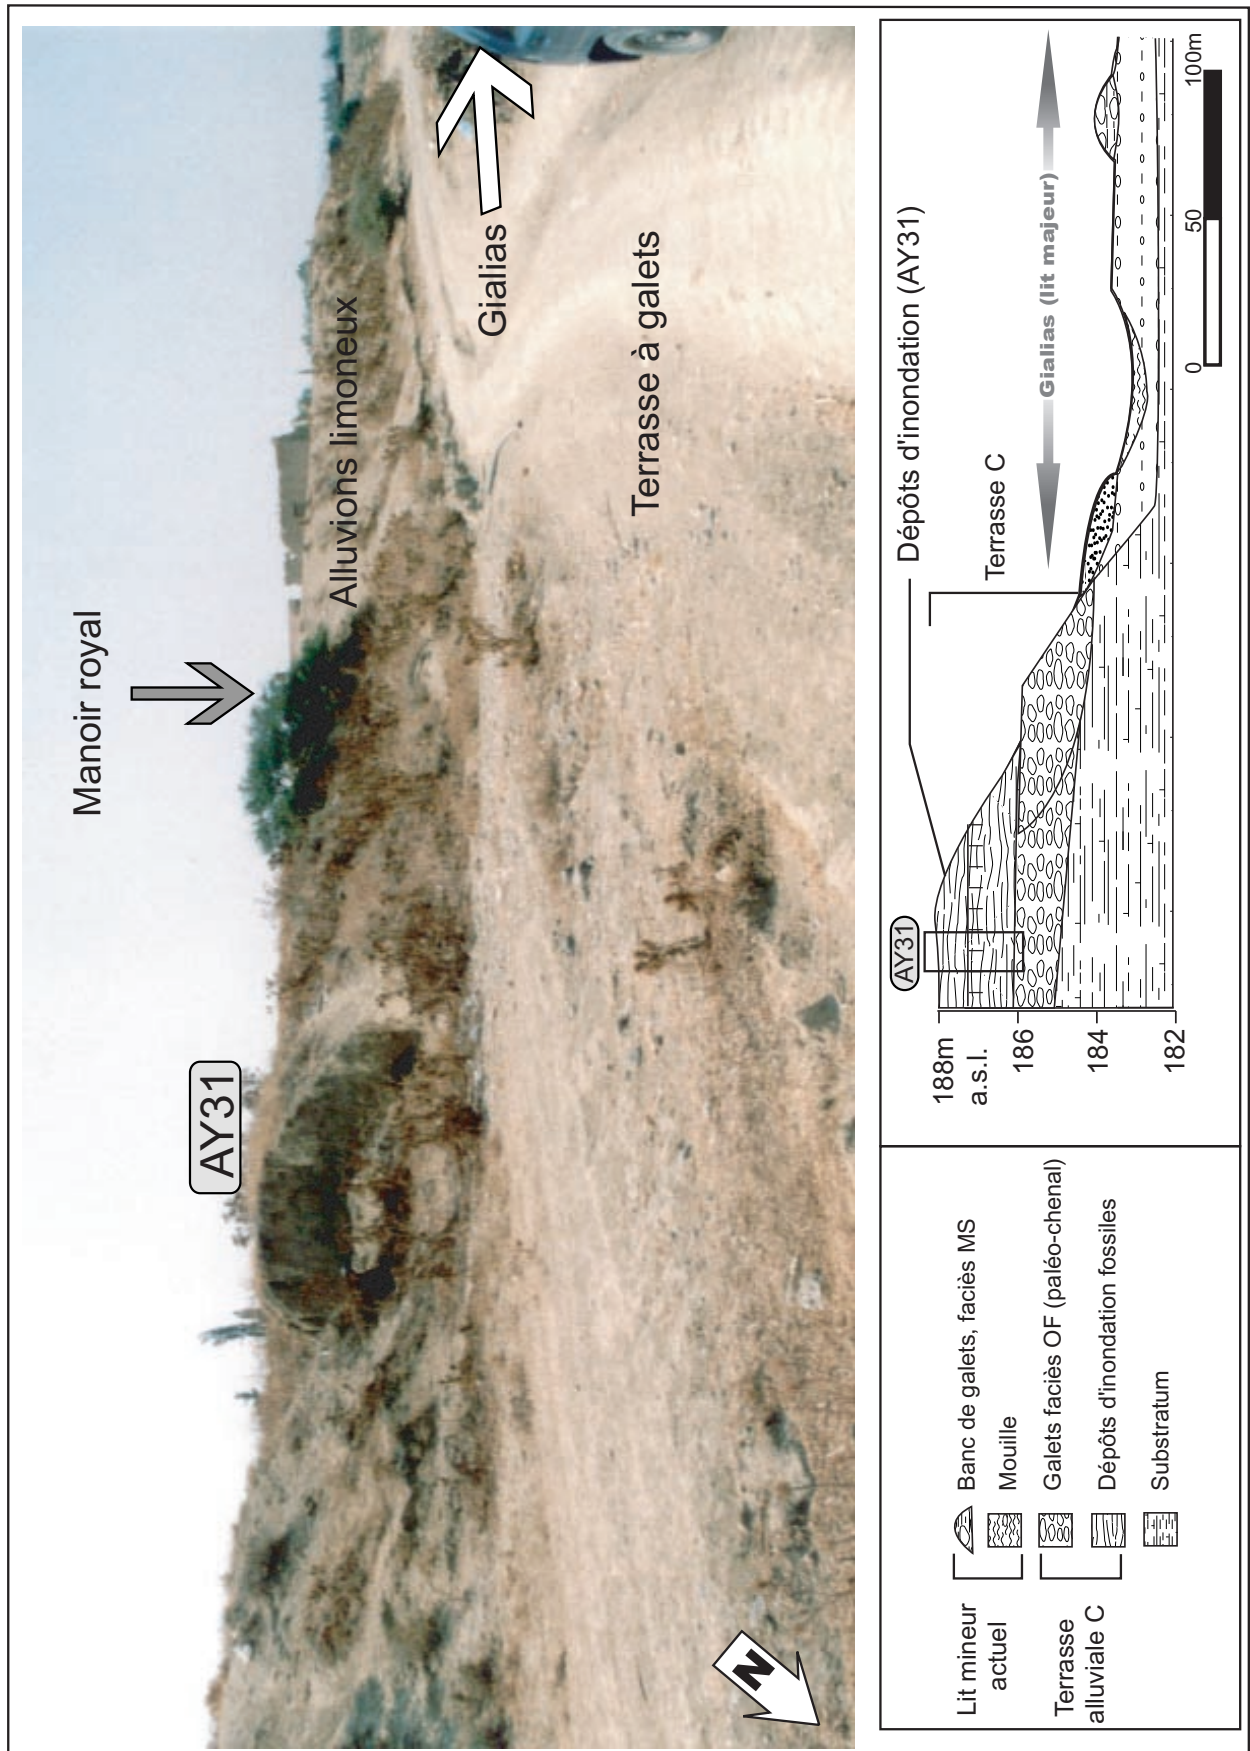 Manoir royal
AY31
Alluvions limoneux
Gialias
Terrasse à galets
N
Lit mineur
actuel
Banc de galets, faciès MS
Mouille
Terrasse
alluviale C
Galets faciès OF (paléo-chenal)
Dépôts d'inondation fossiles
Substratum
AY31
Dépôts d'inondation (AY31)
Terrasse C
Gialias (lit majeur)
188m
a.s.l.
186
184
182
0
50
100m